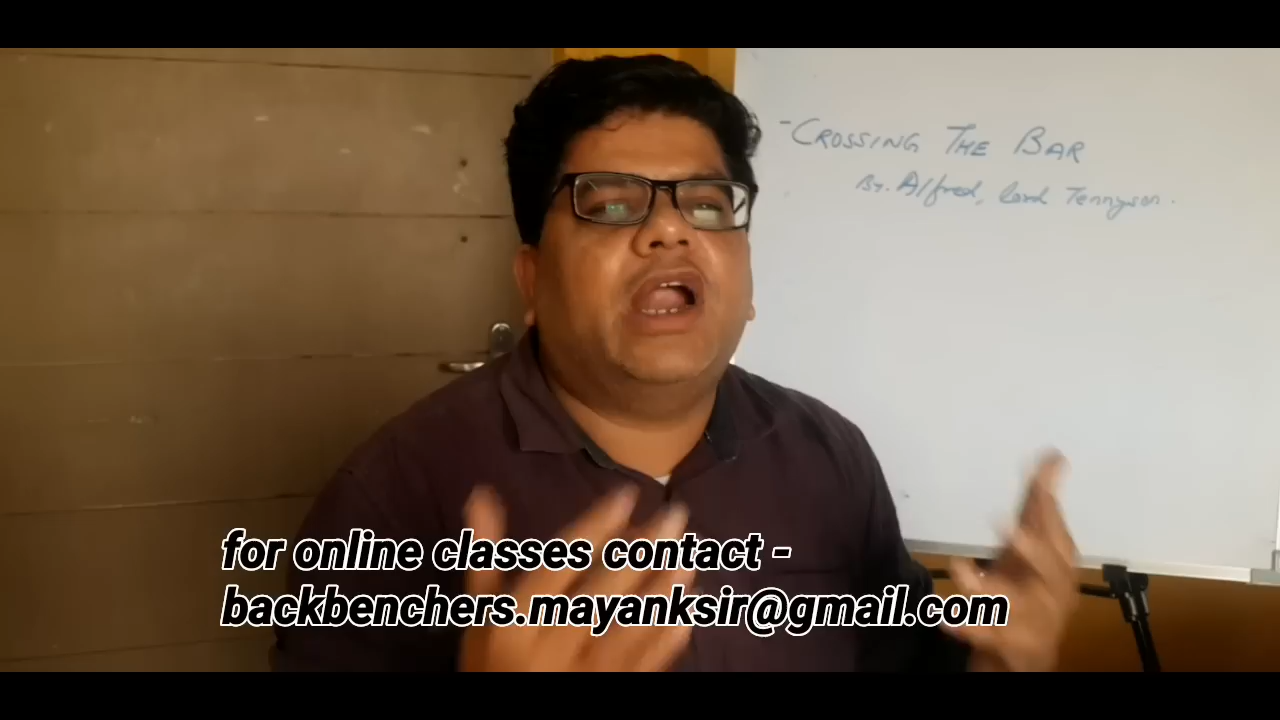 - CROSSING THE BAR
By. Alfred, Lord Tennyson.
for online classes contact -
backbenchers.mayanksir@gmail.com